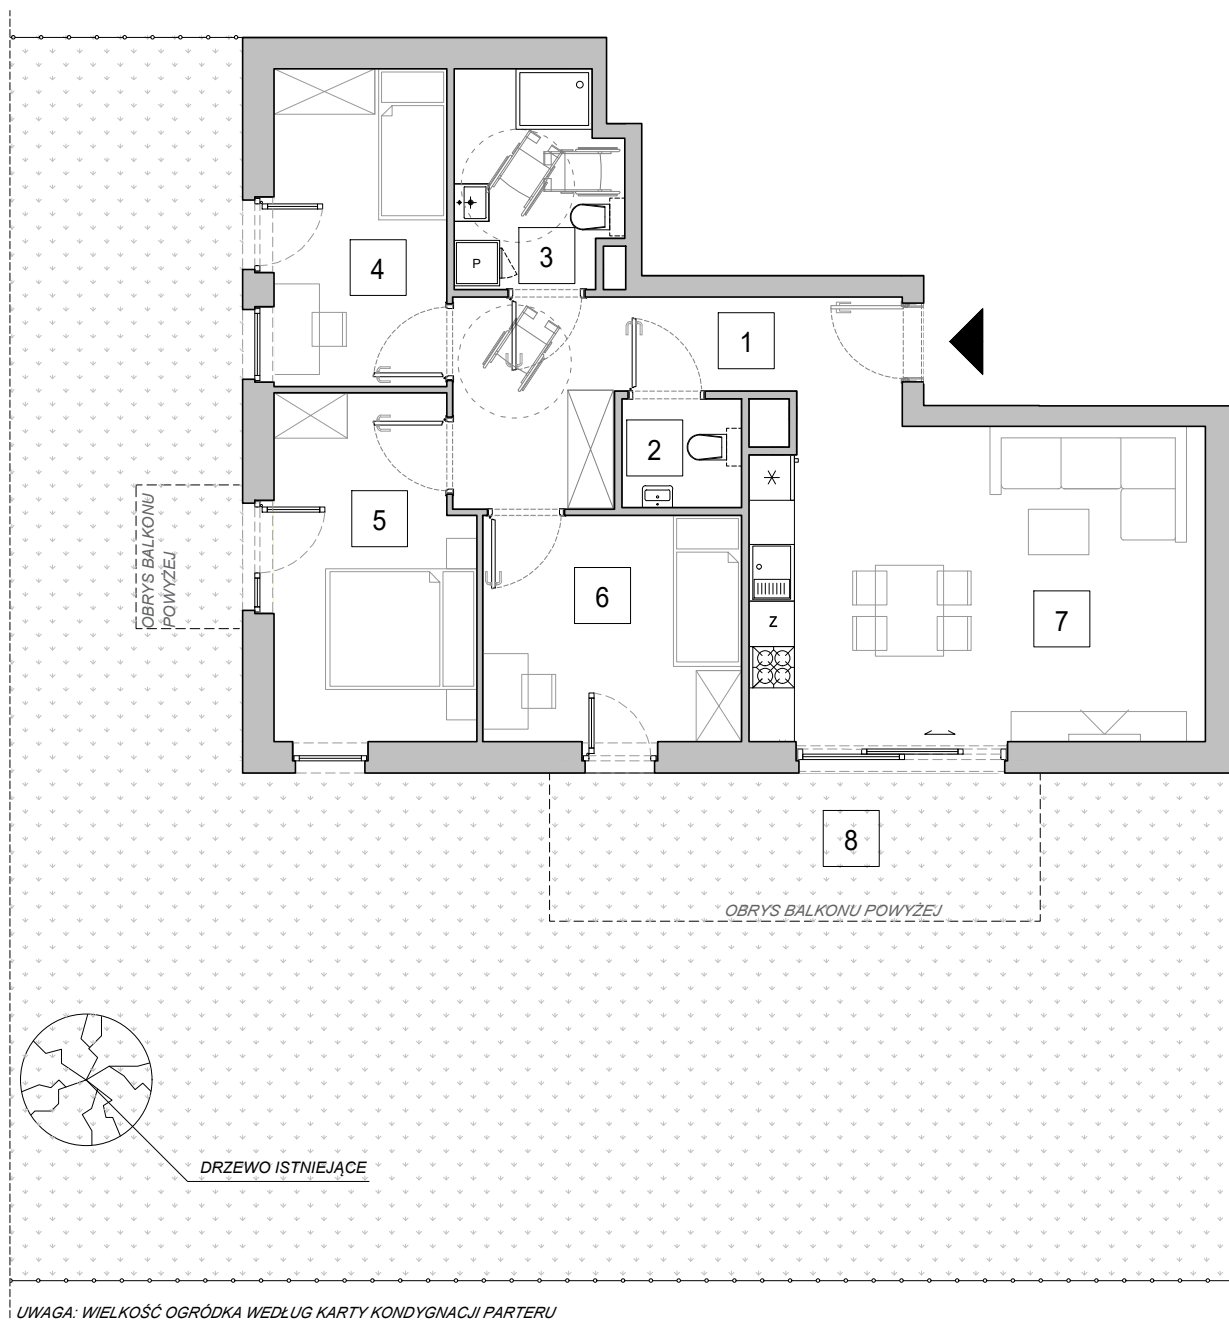 4
3
P
1
2
5
OBRYS BALKONU
POWYŻEJ
6
Z
7
8
OBRYS BALKONU POWYŻEJ
DRZEWO ISTNIEJĄCE
UWAGA: WIELKOŚĆ OGRÓDKA WEDŁUG KARTY KONDYGNACJI PARTERU